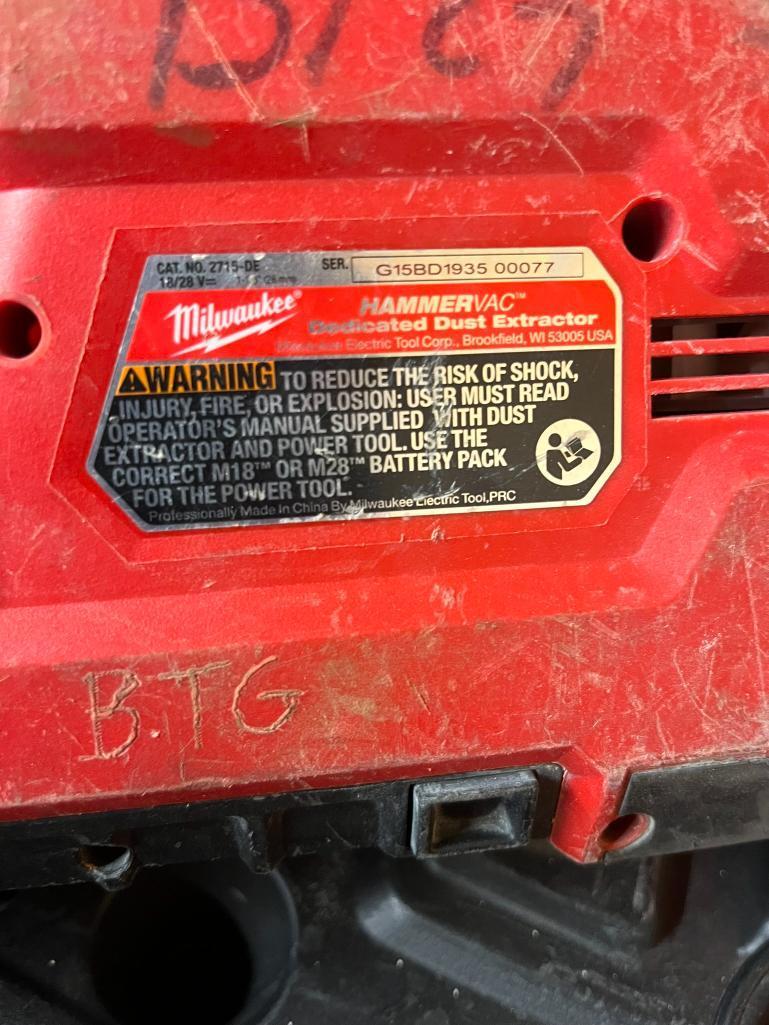 CAT. NO. 2715-DE
SER. G15BD1935 00077
18/28 V
Milwaukee
HAMMERVAC™
Dedicated Dust Extractor
Electric Tool Corp., Brookfield, WI 53005 USA
WARNING TO REDUCE THE RISK OF SHOCK,
INJURY, FIRE, OR EXPLOSION: USER MUST READ
OPERATOR'S MANUAL SUPPLIED WITH DUST
EXTRACTOR AND POWER TOOL. USE THE
CORRECT M18™ OR M28™ BATTERY PACK
FOR THE POWER TOOL.
Professionally Made in China By Milwaukee Electric Tool,PRC
BTG